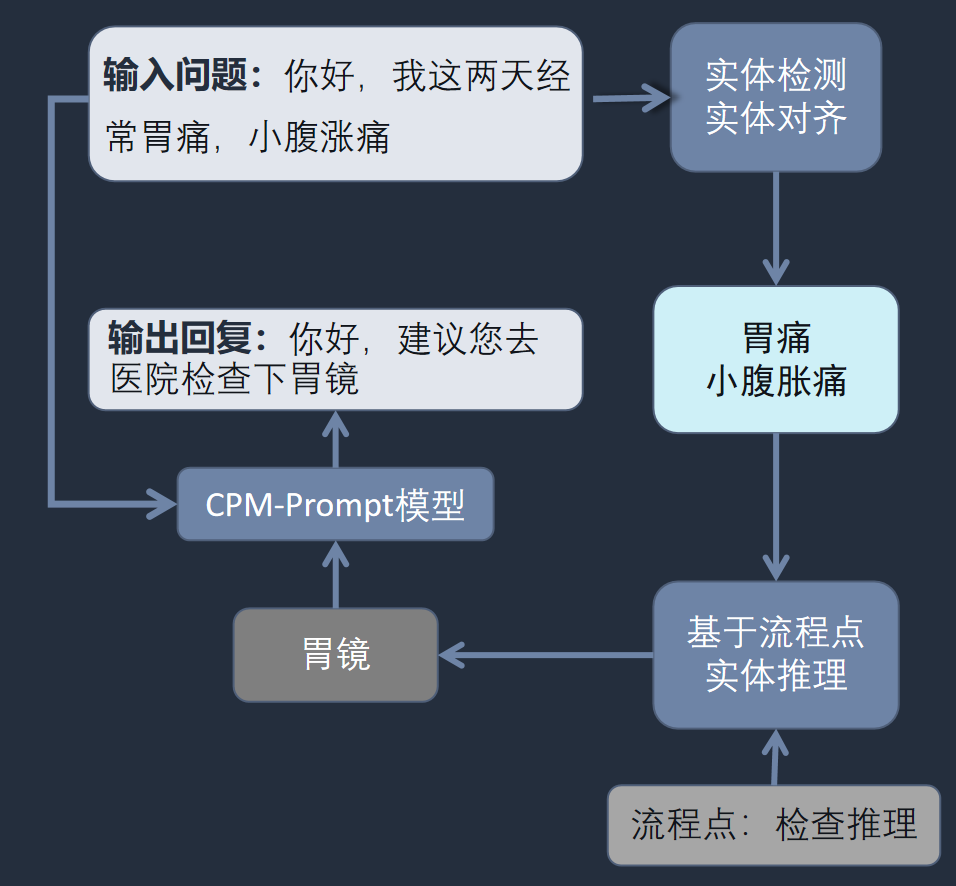 输入问题：你好，我这两天经
常胃痛，小腹涨痛
实体检测
实体对齐
胃痛
小腹胀痛
基于流程点
实体推理
流程点：检查推理
胃镜
CPM-Prompt模型
输出回复：你好，建议您去
医院检查下胃镜